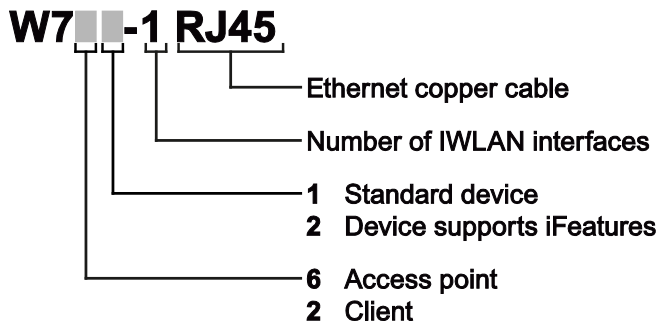 W7 -1 RJ45
Ethernet copper cable
Number of IWLAN interfaces
1 Standard device
2 Device supports iFeatures
6 Access point
2 Client